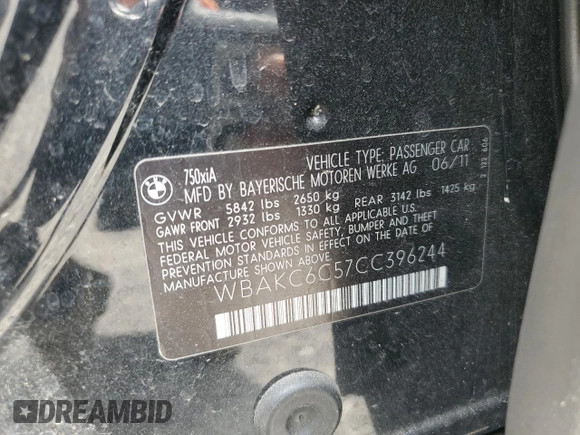 BMW
750xiA
VEHICLE TYPE: PASSENGER CAR
MFD BY BAYERISCHE MOTOREN WERKE AG 06/11
GVWR 5842 lbs 2650 kg
GAWR FRONT 2932 lbs 1330 kg REAR 3142 lbs 1425 kg
THIS VEHICLE CONFORMS TO ALL APPLICABLE
FEDERAL MOTOR VEHICLE SAFETY, BUMPER AND THEFT
PREVENTION STANDARDS IN EFFECT ON THE DATE OF
MANUFACTURE SHOWN ABOVE
WBAKC6C57CC396244
DREAMBID